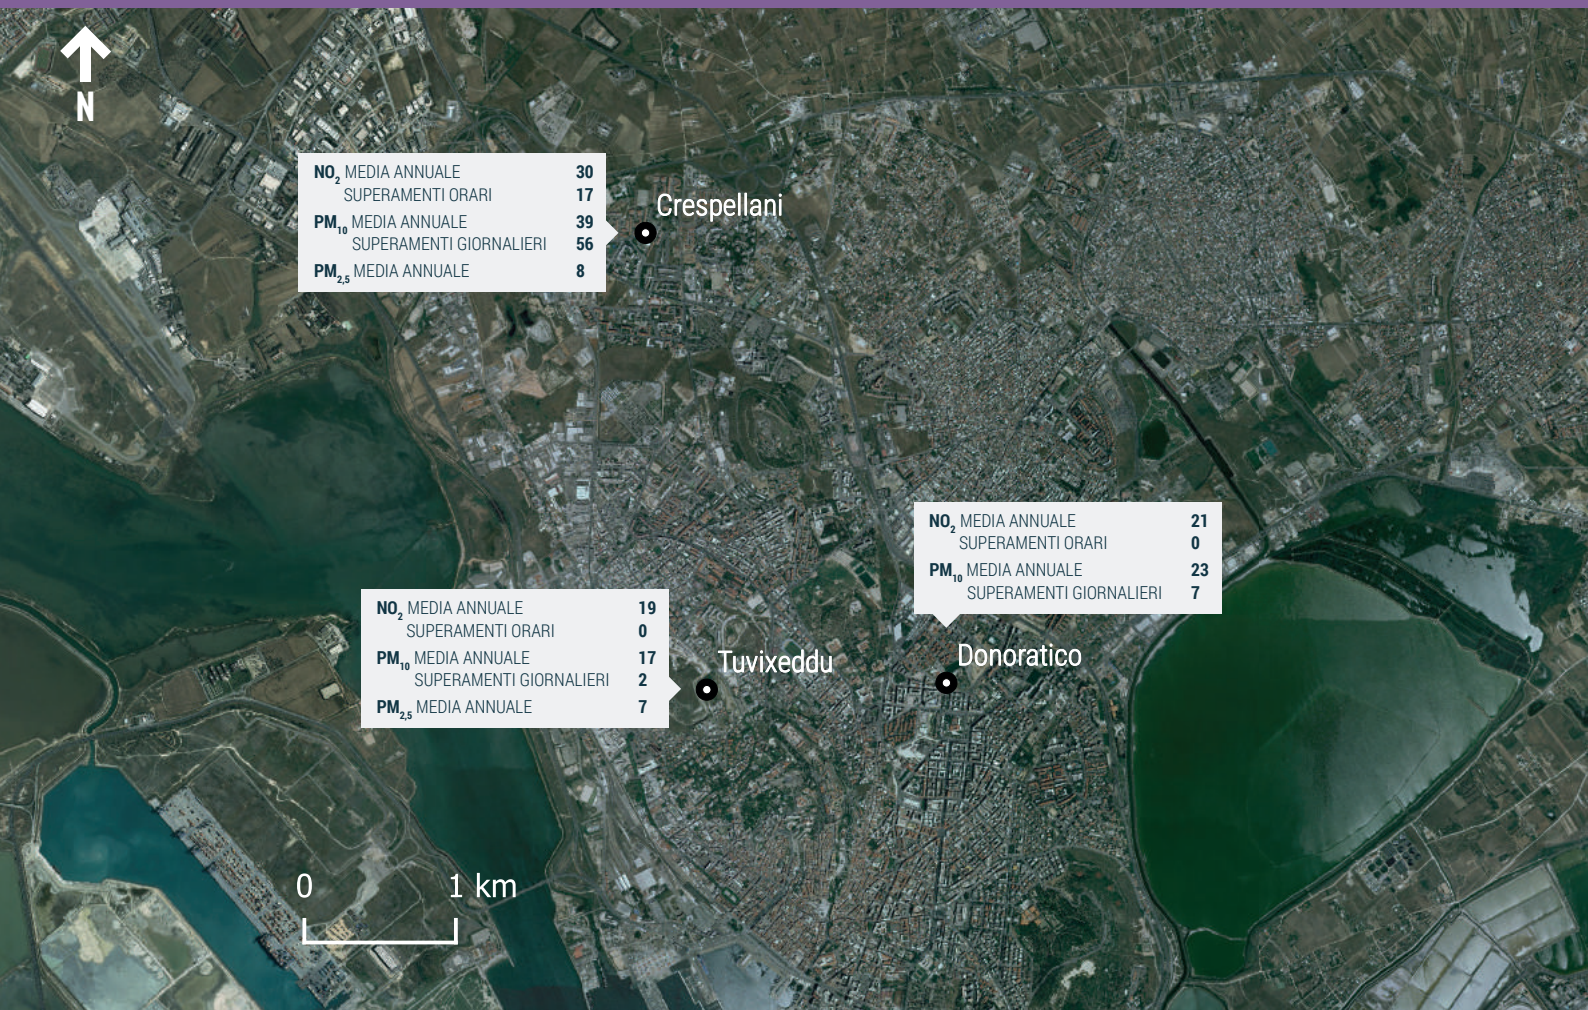 N
NO2 MEDIA ANNUALE 30
SUPERAMENTI ORARI 17
PM10 MEDIA ANNUALE 39
SUPERAMENTI GIORNALIERI 56
PM2,5 MEDIA ANNUALE 8
Crespellani
NO2 MEDIA ANNUALE 21
SUPERAMENTI ORARI 0
PM10 MEDIA ANNUALE 23
SUPERAMENTI GIORNALIERI 7
Donoratico
NO2 MEDIA ANNUALE 19
SUPERAMENTI ORARI 0
PM10 MEDIA ANNUALE 17
SUPERAMENTI GIORNALIERI 2
PM2,5 MEDIA ANNUALE 7
Tuvixeddu
0 1 km